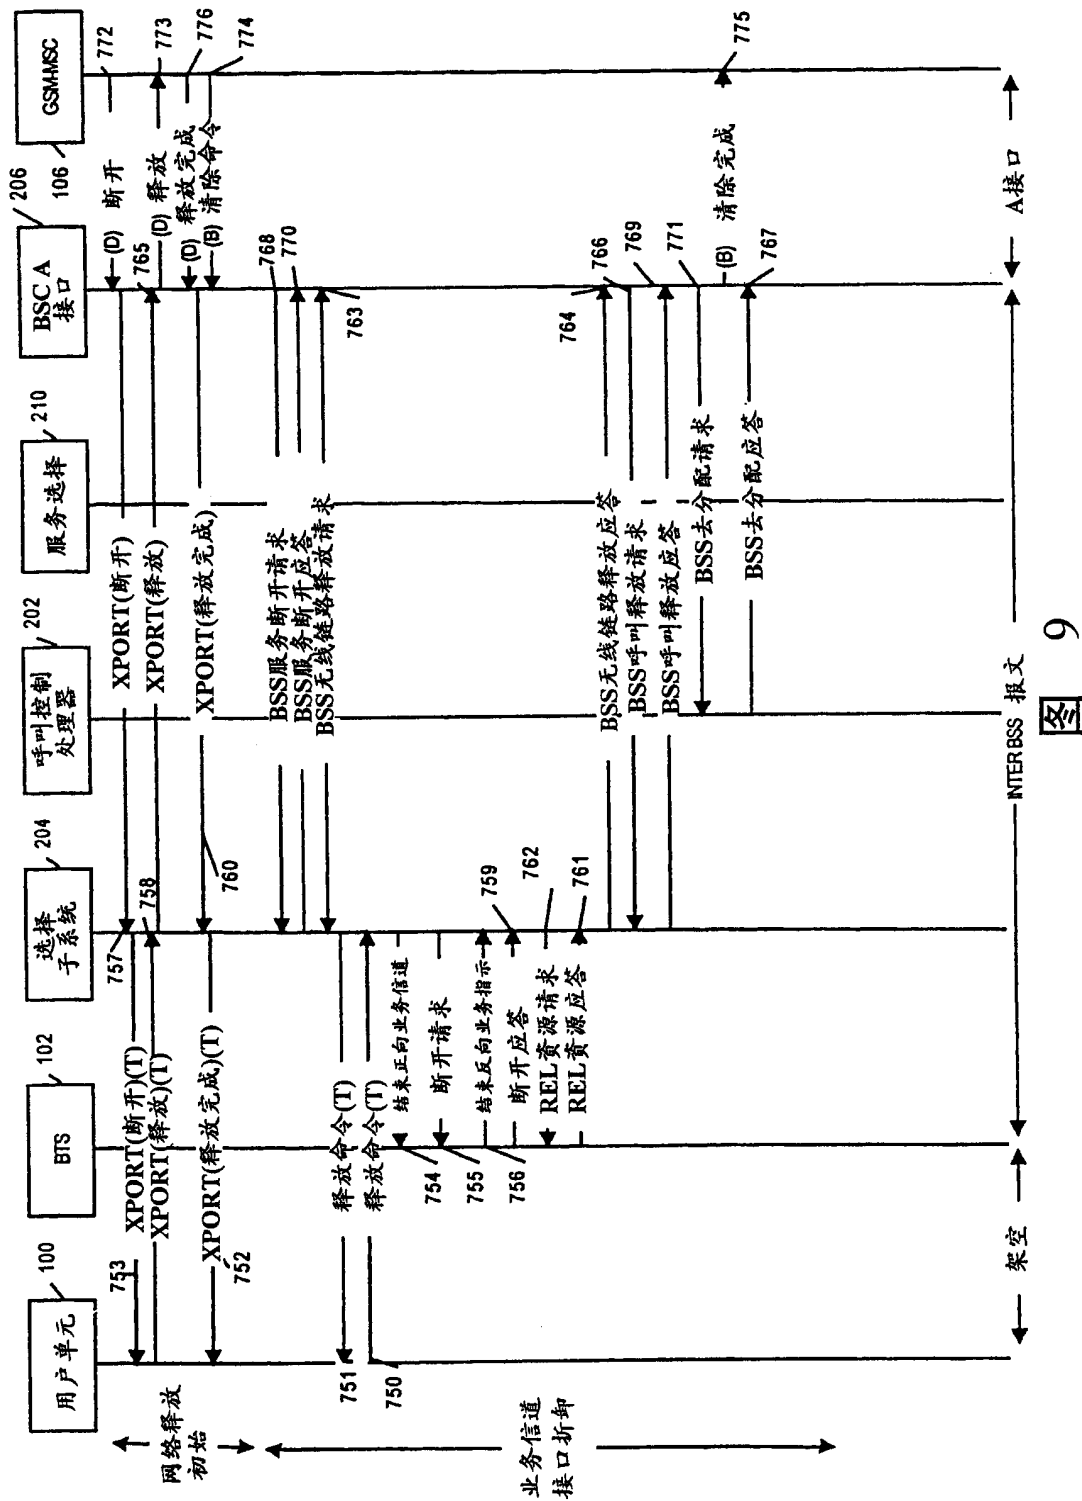 用户单元
100
BTS
102
选择
子系统
204
呼叫控制
处理器
202
服务选择
210
BSC A
接口
206
GSM-MSC
106
网络释放
初始
业务信道
接口折卸
(D) 断开
772
XPORT(断开)
757
XPORT(断开)(T)
753
XPORT(释放)(T)
758
XPORT(释放)
765
(D) 释放
773
(D) 释放完成
776
(B) 清除命令
774
XPORT(释放完成)
760
XPORT(释放完成)(T)
752
BSS服务断开请求
768
BSS服务断开应答
770
BSS无线链路释放请求
763
释放命令(T)
751
释放命令(T)
750
结束正向业务信道
754
断开请求
755
结束反向业务指示
756
断开应答
759
REL资源请求
762
REL资源应答
761
BSS无线链路释放应答
764
BSS呼叫释放请求
766
BSS呼叫释放应答
769
BSS去分配请求
771
(B) 清除完成
775
BSS去分配应答
767
架空
INTERBSS 报文
A接口
图 9